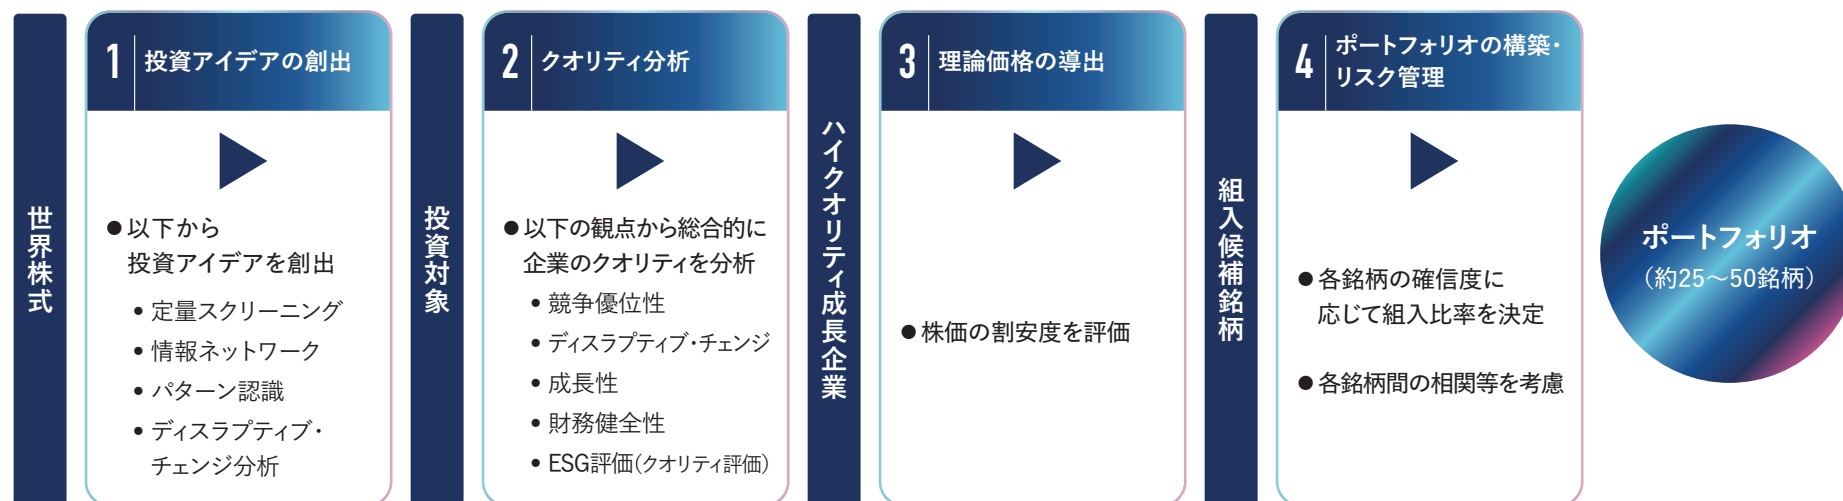 世界株式
1 投資アイデアの創出
● 以下から
投資アイデアを創出
• 定量スクリーニング
• 情報ネットワーク
• パターン認識
• ディスラプティブ・
チェンジ分析
投資対象
2 クオリティ分析
● 以下の観点から総合的に
企業のクオリティを分析
• 競争優位性
• ディスラプティブ・チェンジ
• 成長性
• 財務健全性
• ESG評価(クオリティ評価)
ハイクオリティ成長企業
3 理論価格の導出
● 株価の割安度を評価
組入候補銘柄
4 ポートフォリオの構築・
リスク管理
● 各銘柄の確信度に
応じて組入比率を決定
● 各銘柄間の相関等を考慮
ポートフォリオ
(約25～50銘柄)